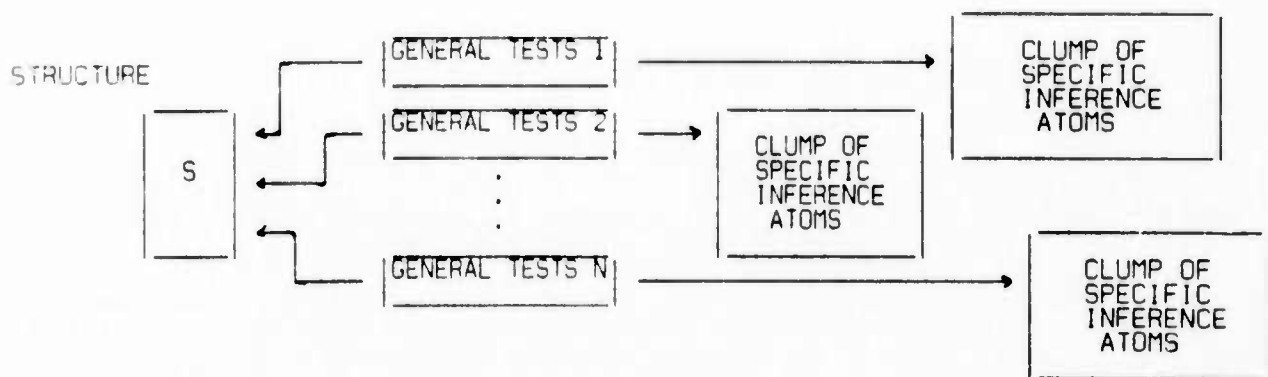 STRUCTURE
S
GENERAL TESTS 1
GENERAL TESTS 2
GENERAL TESTS N
CLUMP OF
SPECIFIC
INFERENCE
ATOMS
CLUMP OF
SPECIFIC
INFERENCE
ATOMS
CLUMP OF
SPECIFIC
INFERENCE
ATOMS